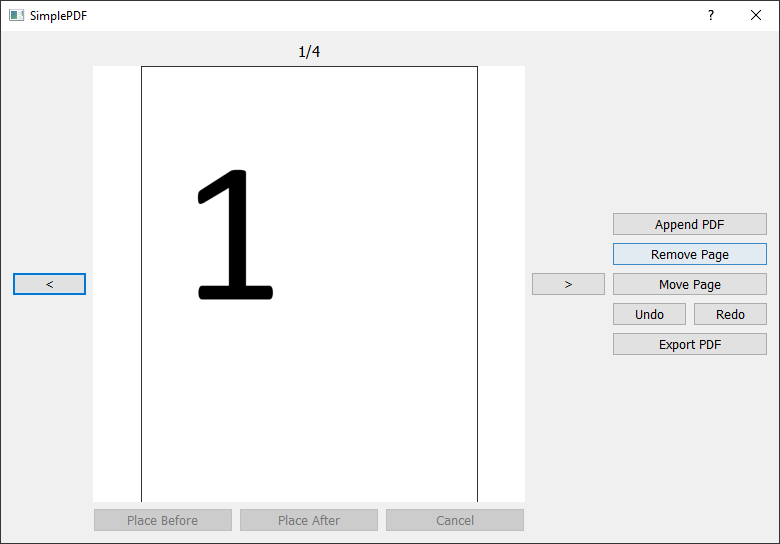 SimplePDF
?
1/4
1
<
>
Append PDF
Remove Page
Move Page
Undo Redo
Export PDF
Place Before Place After Cancel